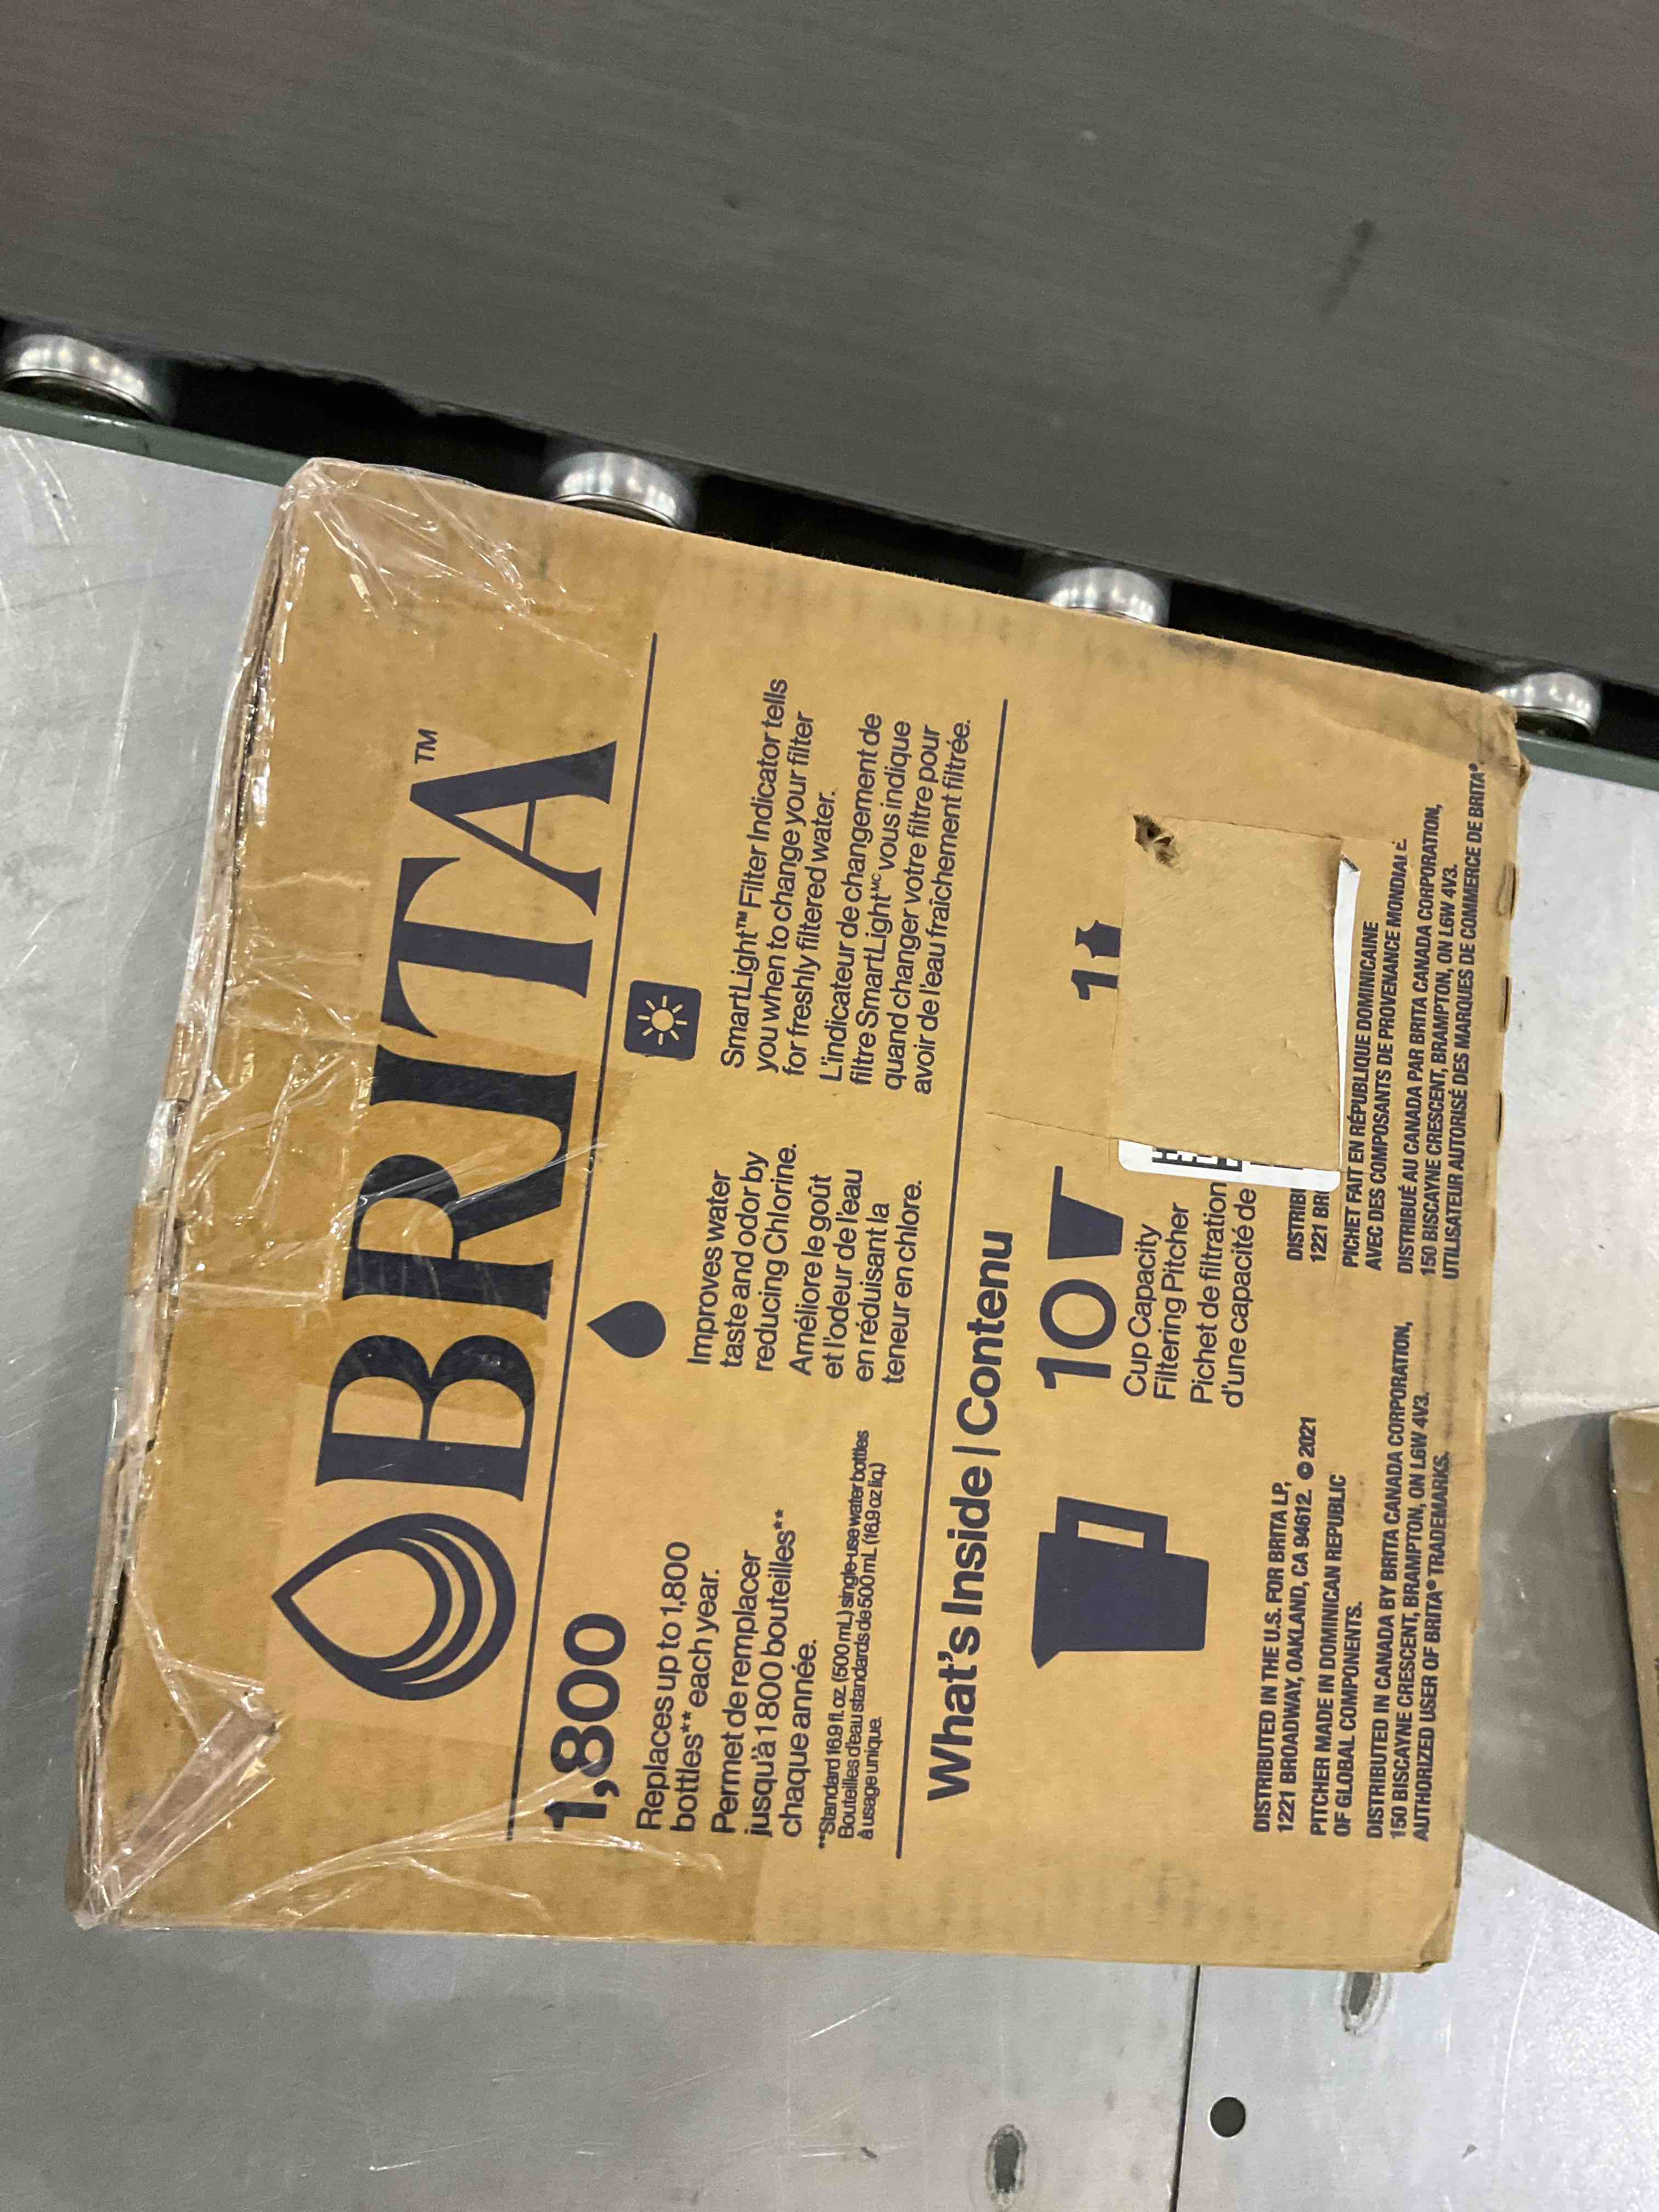 BRITA™
1,800
Replaces up to 1,800
bottles** each year.
Permet de remplacer
jusqu'à 1 800 bouteilles**
chaque année.
**Standard 16.9 fl. oz. (500 mL) single-use water bottles
Bouteilles d'eau standards de 500 mL (16,9 oz liq.)
à usage unique.
Improves water
taste and odor by
reducing Chlorine.
Améliore le goût
et l'odeur de l'eau
en réduisant la
teneur en chlore.
SmartLight™ Filter Indicator tells
you when to change your filter
for freshly filtered water.
L'indicateur de changement de
filtre SmartLight^MC vous indique
quand changer votre filtre pour
avoir de l'eau fraîchement filtrée.
What's Inside | Contenu
10
Cup Capacity
Filtering Pitcher
Pichet de filtration
d'une capacité de
1
DISTRIBUTED IN THE U.S. FOR BRITA LP,
1221 BROADWAY, OAKLAND, CA 94612. © 2021
PITCHER MADE IN DOMINICAN REPUBLIC
OF GLOBAL COMPONENTS.
DISTRIBUTED IN CANADA BY BRITA CANADA CORPORATION,
150 BISCAYNE CRESCENT, BRAMPTON, ON L6W 4V3.
AUTHORIZED USER OF BRITA® TRADEMARKS.
DISTRIB
1221 BR
PICHET FAIT EN RÉPUBLIQUE DOMINICAINE
AVEC DES COMPOSANTS DE PROVENANCE MONDIALE.
DISTRIBUÉ AU CANADA PAR BRITA CANADA CORPORATION,
150 BISCAYNE CRESCENT, BRAMPTON, ON L6W 4V3.
UTILISATEUR AUTORISÉ DES MARQUES DE COMMERCE DE BRITA®.